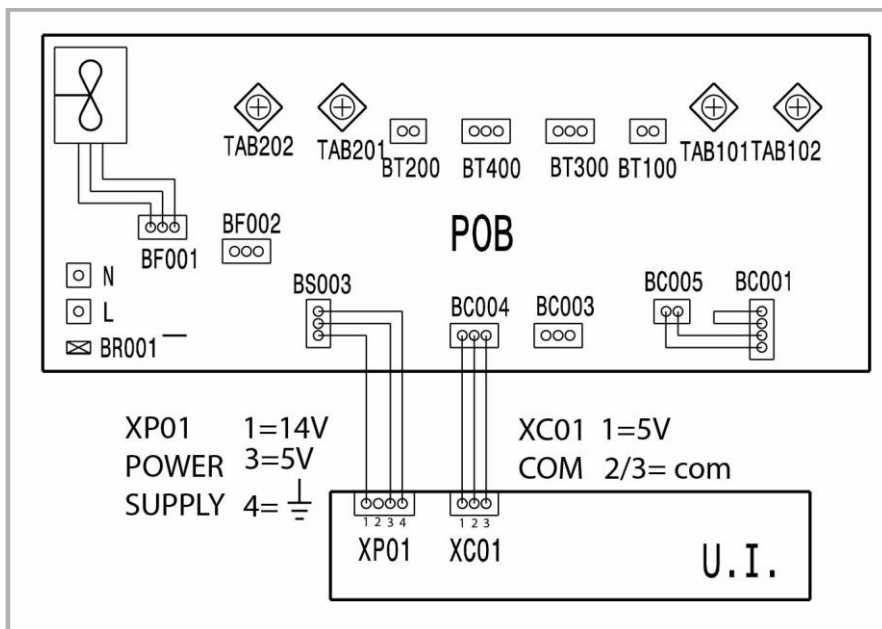 TAB202 TAB201 BT200 BT400 BT300 BT100 TAB101 TAB102
BF001 BF002 POB
N
L
BR001
BS003 BC004 BC003 BC005 BC001
XP01 1=14V
POWER 3=5V
SUPPLY 4=
XC01 1=5V
COM 2/3= com
1 2 3 4
XP01
1 2 3
XC01
U.I.